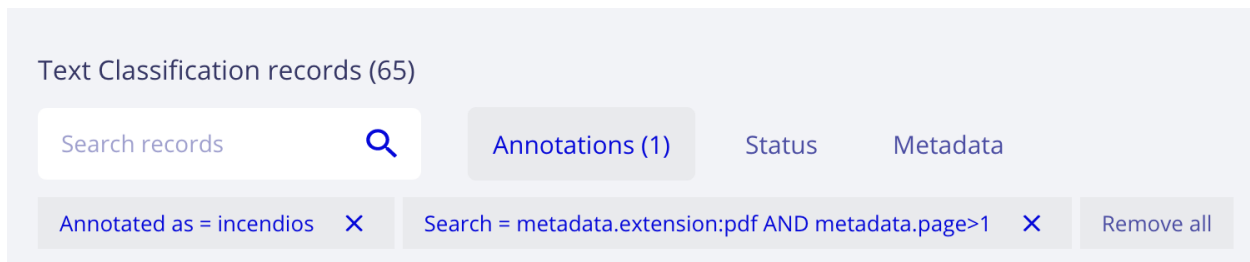 Text Classification records (65)
Search records Annotations (1) Status Metadata
Annotated as = incendios Search = metadata.extension:pdf AND metadata.page>1 Remove all